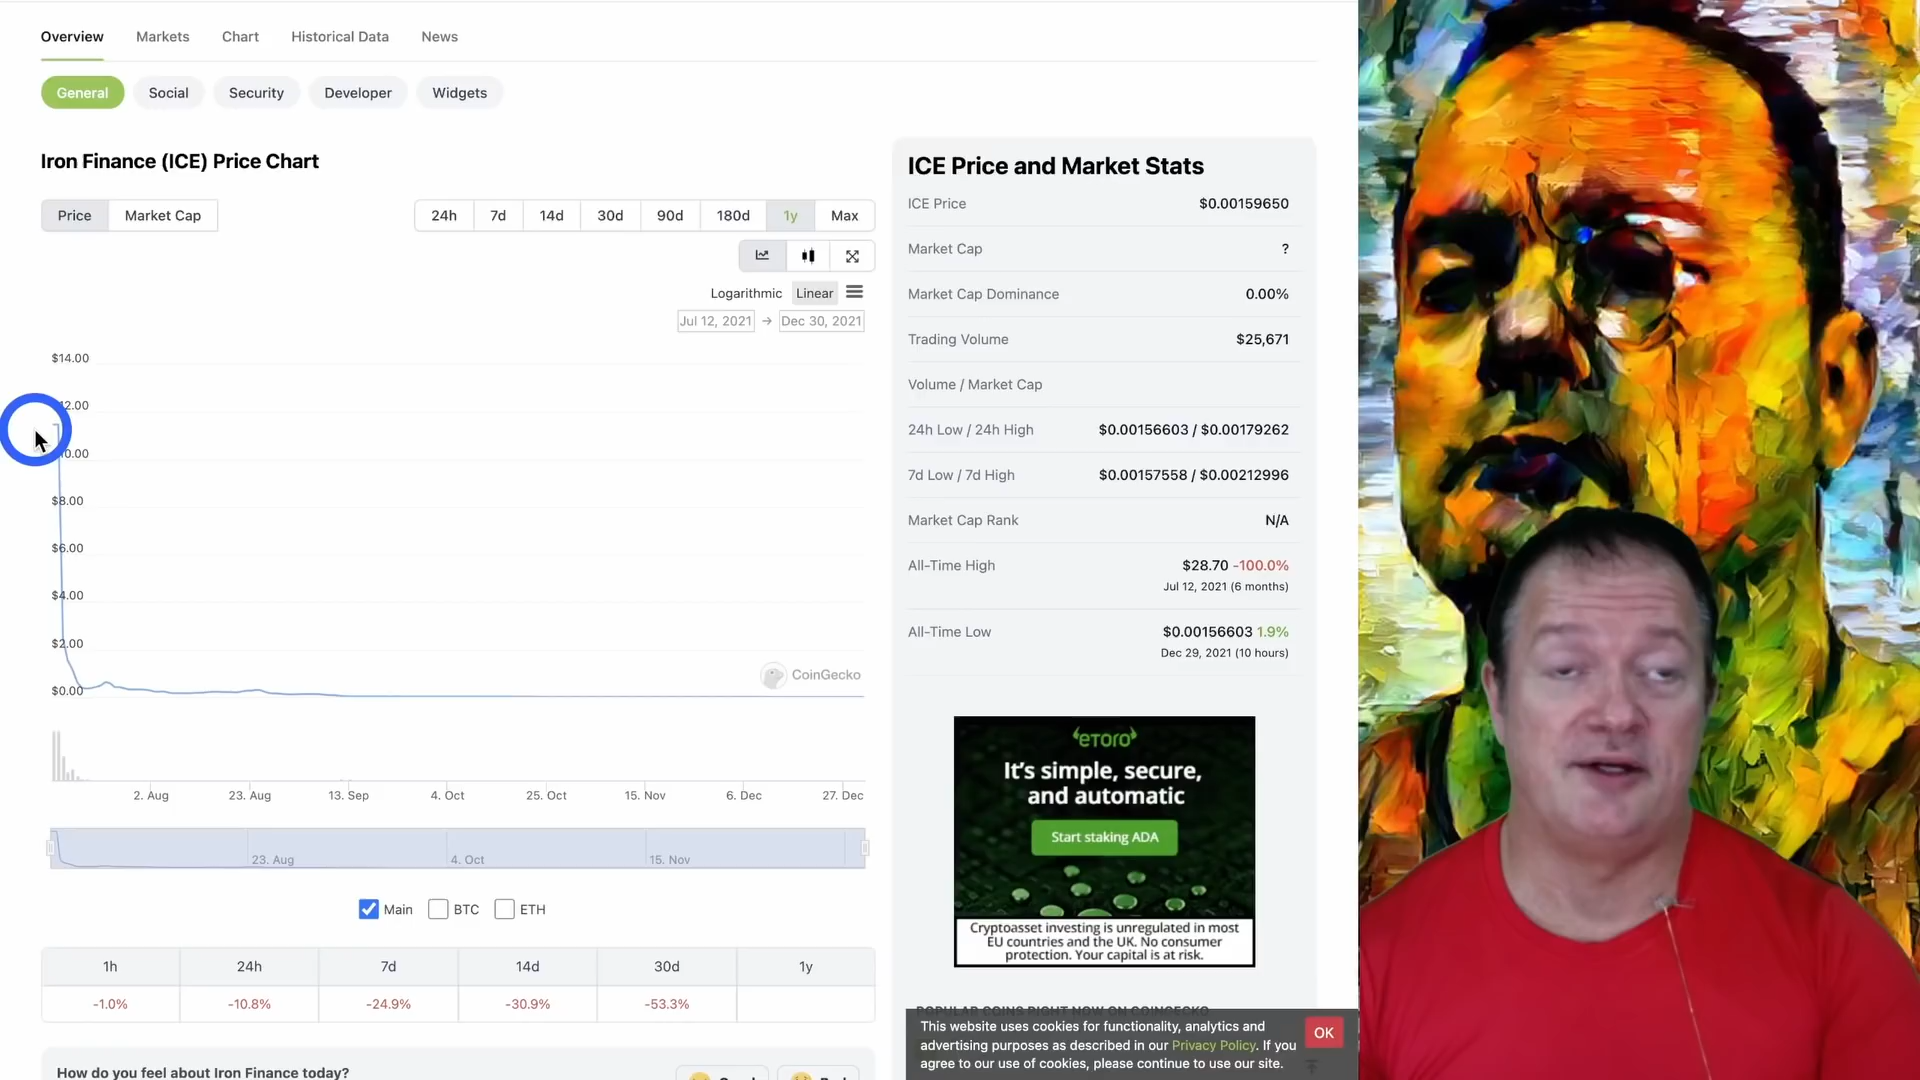 Overview Markets Chart Historical Data News
General Social Security Developer Widgets
Iron Finance (ICE) Price Chart
Price Market Cap
24h 7d 14d 30d 90d 180d 1y Max
Logarithmic Linear
Jul 12, 2021 → Dec 30, 2021
$14.00
2.00
0.00
$8.00
$6.00
$4.00
$2.00
$0.00
CoinGecko
2. Aug 23. Aug 13. Sep 4. Oct 25. Oct 15. Nov 6. Dec 27. Dec
23. Aug 4. Oct 15. Nov
Main BTC ETH
1h 24h 7d 14d 30d 1y
-1.0% -10.8% -24.9% -30.9% -53.3%
How do you feel about Iron Finance today?
ICE Price and Market Stats
ICE Price $0.00159650
Market Cap ?
Market Cap Dominance 0.00%
Trading Volume $25,671
Volume / Market Cap
24h Low / 24h High $0.00156603 / $0.00179262
7d Low / 7d High $0.00157558 / $0.00212996
Market Cap Rank N/A
All-Time High $28.70 -100.0%
Jul 12, 2021 (6 months)
All-Time Low $0.00156603 1.9%
Dec 29, 2021 (10 hours)
eToro
It's simple, secure,
and automatic
Start staking ADA
Cryptoasset investing is unregulated in most
EU countries and the UK. No consumer
protection. Your capital is at risk.
POPULAR COINS RIGHT NOW ON COINGECKO
This website uses cookies for functionality, analytics and
advertising purposes as described in our Privacy Policy. If you
agree to our use of cookies, please continue to use our site.
OK